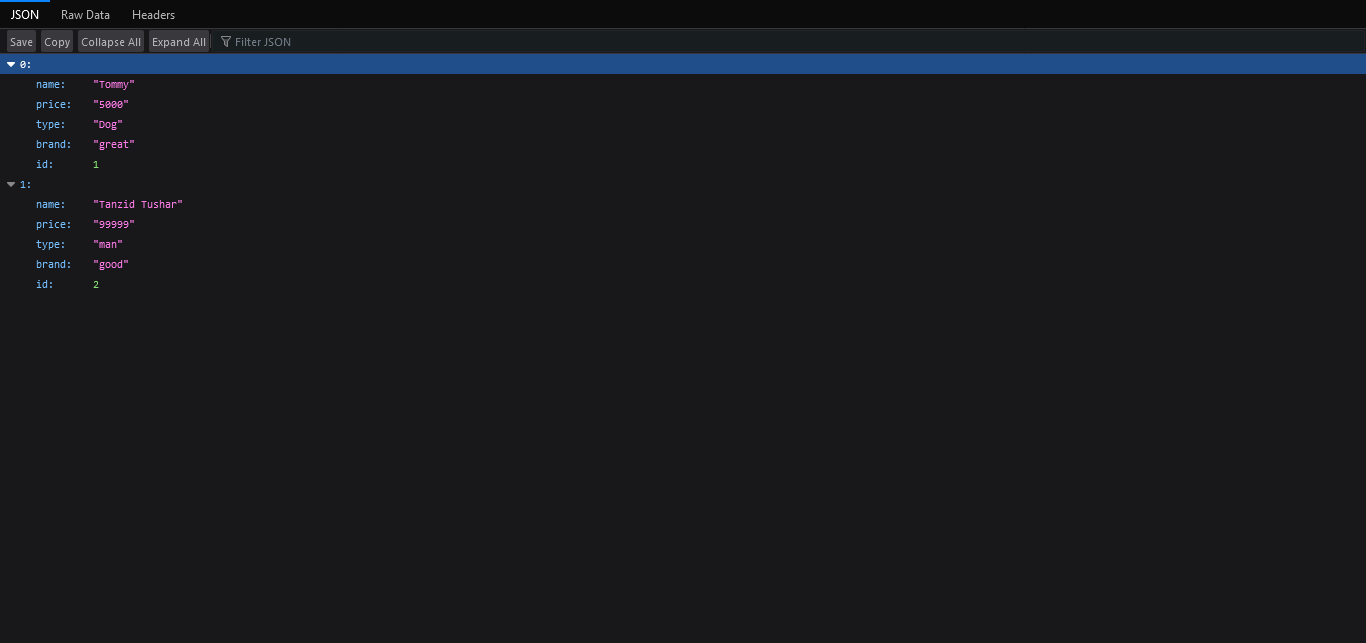 JSON Raw Data Headers
Save Copy Collapse All Expand All Filter JSON
0:
name: "Tommy"
price: "5000"
type: "Dog"
brand: "great"
id: 1
1:
name: "Tanzid Tushar"
price: "99999"
type: "man"
brand: "good"
id: 2